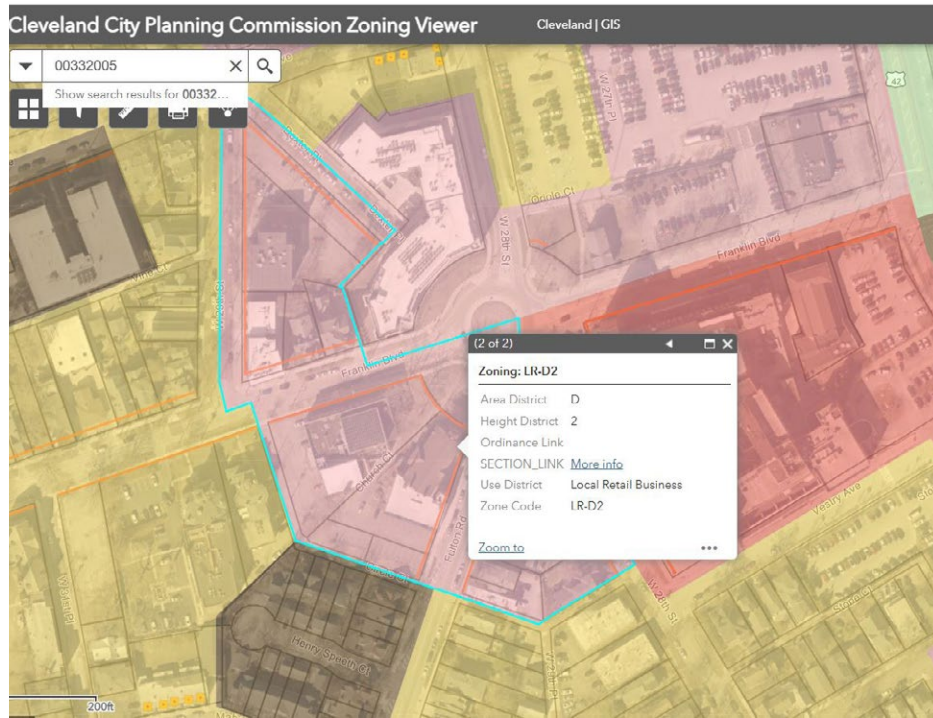 Cleveland City Planning Commission Zoning Viewer
Cleveland | GIS
00332005
Show search results for 00332...
42
W 27th Pl
W 28th St
Franklin Blvd
Franklin Blvd
(2 of 2)
Zoning: LR-D2
Area District D
Height District 2
Ordinance Link
SECTION_LINK More info
Use District Local Retail Business
Zone Code LR-D2
Zoom to
Church Ct
Fulton Rd
Vestry Ave
W 28th St
Henry Speeth Ct
200ft